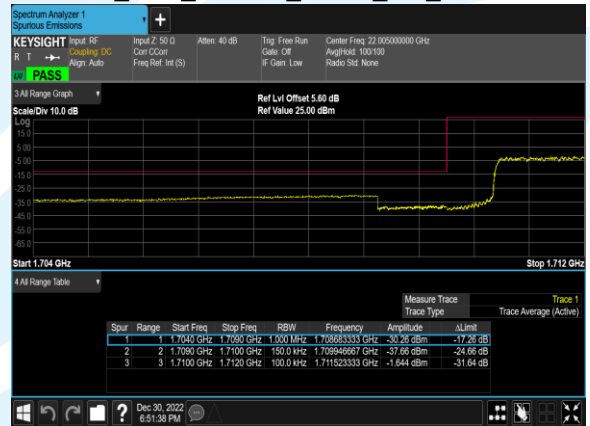 Spectrum Analyzer 1
Spurious Emissions
KEYSIGHT Input: RF Input Z: 50 Ω Atten: 40 dB Trig: Free Run Center Freq: 22.005000000 GHz
R T Coupling: DC Corr CCorr Gate: Off Avg|Hold: 100/100
Align: Auto Freq Ref: Int (S) IF Gain: Low Radio Std: None
PASS
3 All Range Graph
Ref Lvl Offset 5.60 dB
Scale/Div 10.0 dB Ref Value 25.00 dBm
Log
15.0
5.00
-5.00
-15.0
-25.0
-35.0
-45.0
-55.0
-65.0
Start 1.704 GHz Stop 1.712 GHz
4 All Range Table
Measure Trace Trace 1
Trace Type Trace Average (Active)
Spur Range Start Freq Stop Freq RBW Frequency Amplitude ΔLimit
1 1 1.7040 GHz 1.7090 GHz 1.000 MHz 1.708683333 GHz -30.26 dBm -17.26 dB
2 2 1.7090 GHz 1.7100 GHz 150.0 kHz 1.709946667 GHz -37.66 dBm -24.66 dB
3 3 1.7100 GHz 1.7120 GHz 100.0 kHz 1.711523333 GHz -1.644 dBm -31.64 dB
? Dec 30, 2022
6:51:38 PM